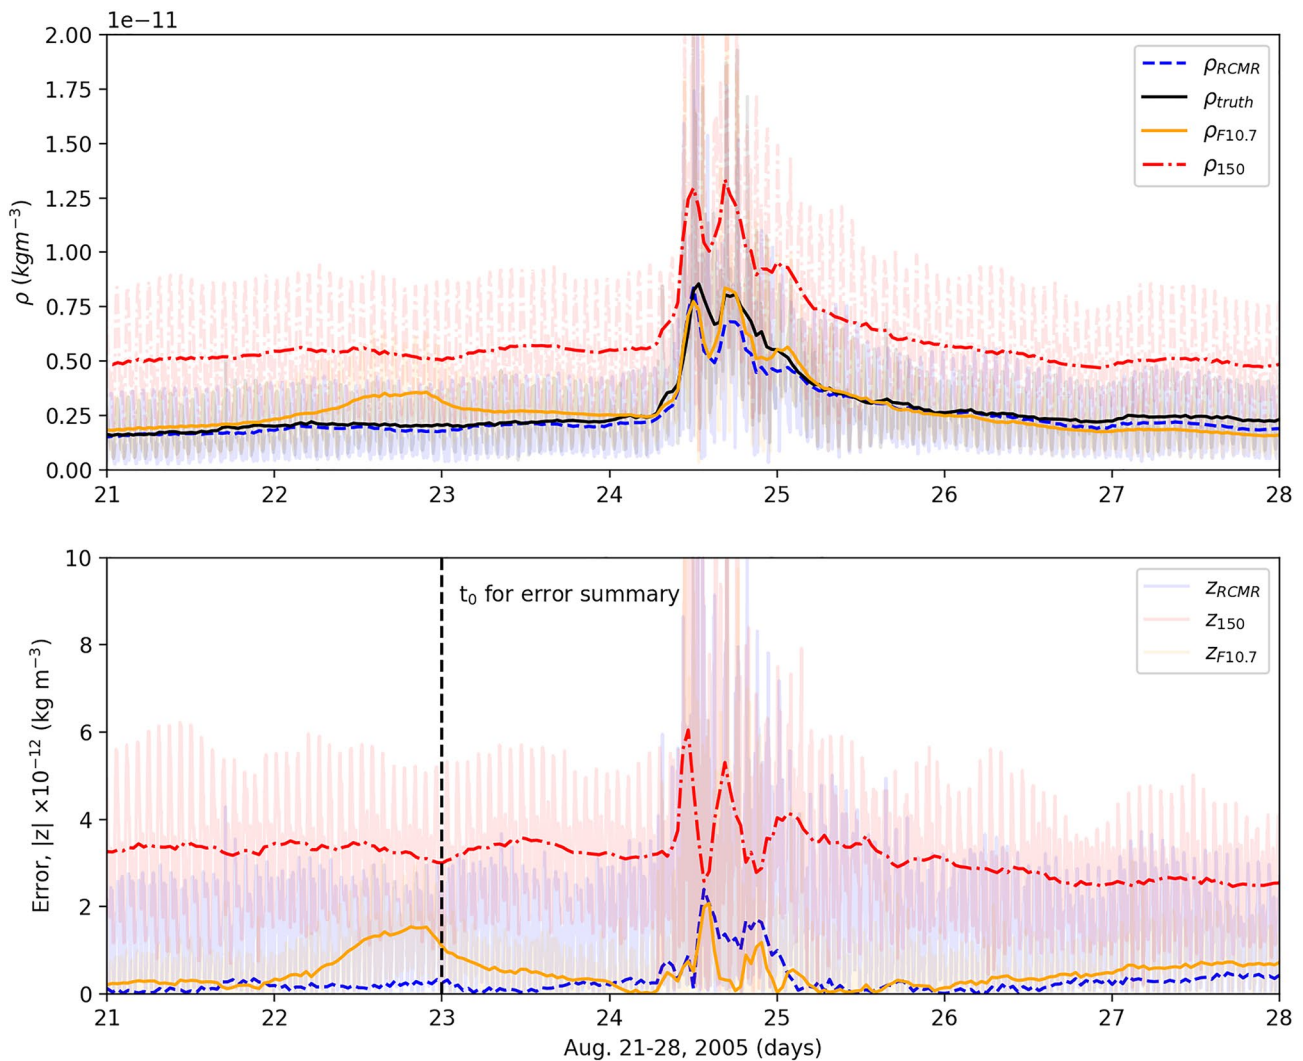 1e−11
2.00
1.75
1.50
1.25
1.00
0.75
0.50
0.25
0.00
ρ (kgm⁻³)
ρRCMR
ρtruth
ρF10.7
ρ150
21 22 23 24 25 26 27 28
10
8
6
4
2
0
Error, |z| ×10⁻¹² (kg m⁻³)
t₀ for error summary
zRCMR
z150
zF10.7
21 22 23 24 25 26 27 28
Aug. 21-28, 2005 (days)